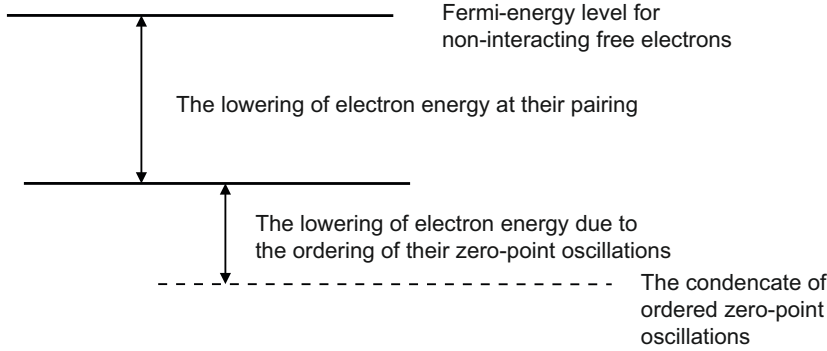 Fermi-energy level for
non-interacting free electrons
The lowering of electron energy at their pairing
The lowering of electron energy due to
the ordering of their zero-point oscillations
The condencate of
ordered zero-point
oscillations